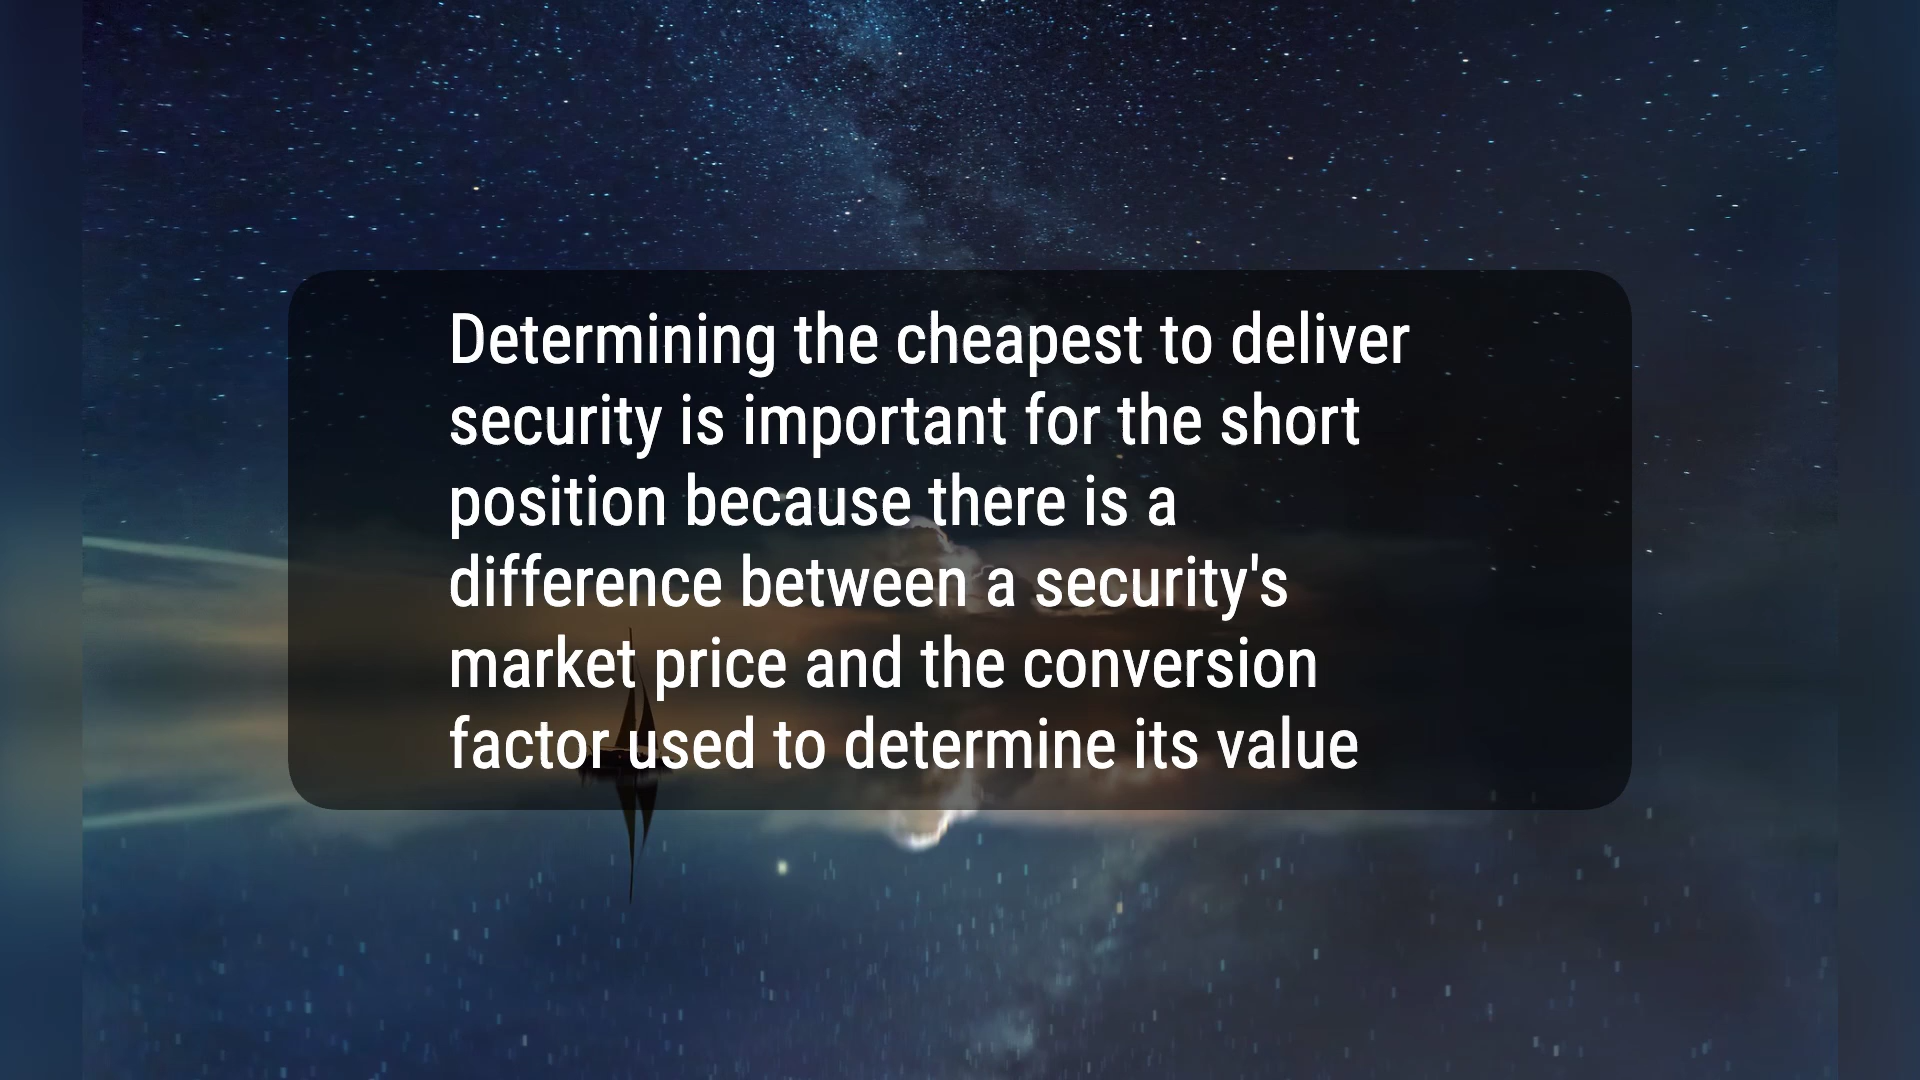 Determining the cheapest to deliver
security is important for the short
position because there is a
difference between a security's
market price and the conversion
factor used to determine its value